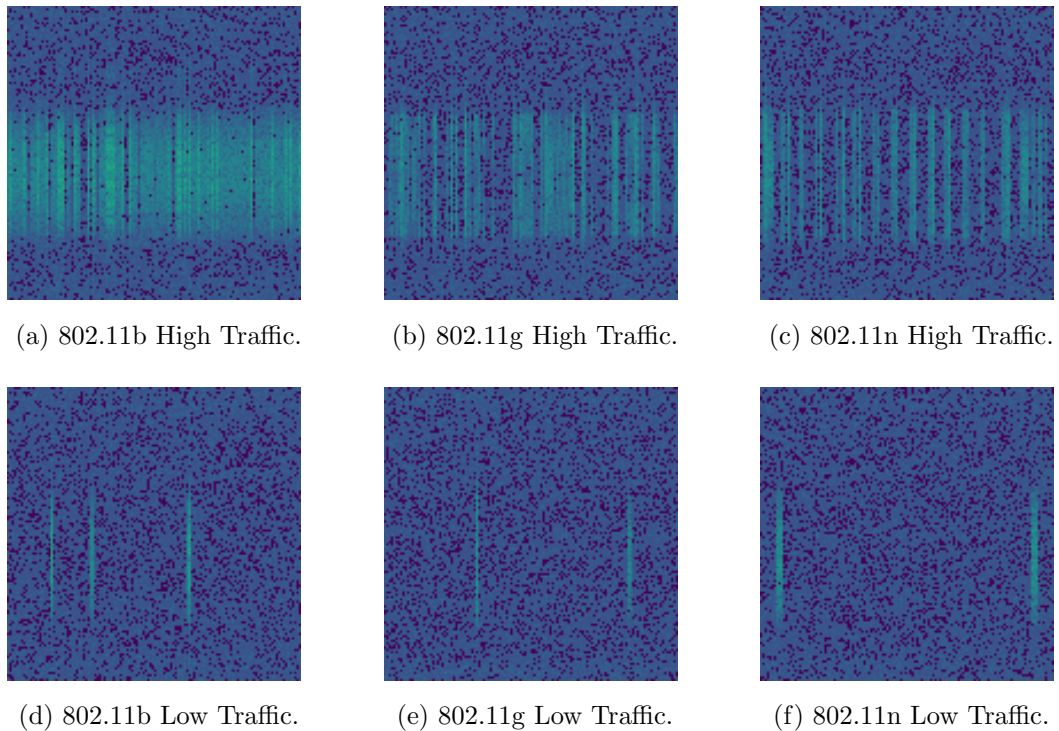 (a) 802.11b High Traffic.
(b) 802.11g High Traffic.
(c) 802.11n High Traffic.
(d) 802.11b Low Traffic.
(e) 802.11g Low Traffic.
(f) 802.11n Low Traffic.